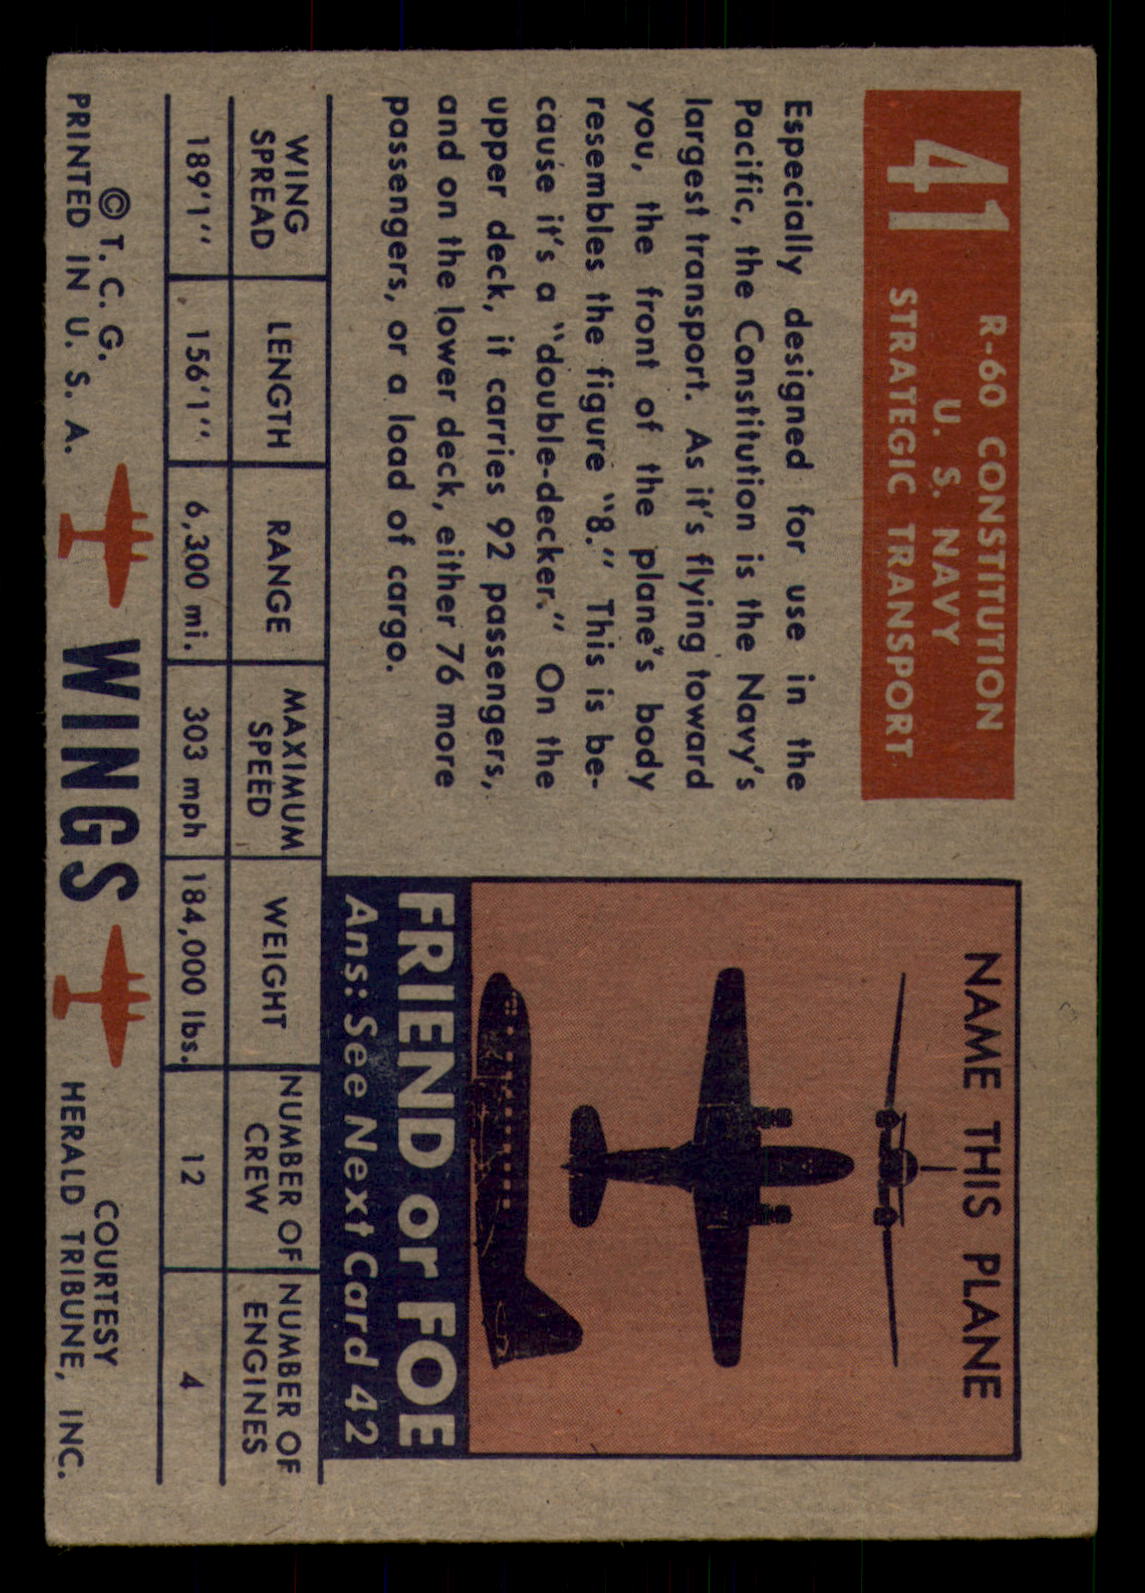 41
R-60 CONSTITUTION
U. S. NAVY
STRATEGIC TRANSPORT
Especially designed for use in the
Pacific, the Constitution is the Navy's
largest transport. As it's flying toward
you, the front of the plane's body
resembles the figure "8." This is be-
cause it's a "double-decker." On the
upper deck, it carries 92 passengers,
and on the lower deck, either 76 more
passengers, or a load of cargo.
NAME THIS PLANE
FRIEND or FOE
Ans: See Next Card 42
WING SPREAD LENGTH RANGE MAXIMUM SPEED WEIGHT NUMBER OF CREW NUMBER OF ENGINES
189'1" 156'1" 6,300 mi. 303 mph 184,000 lbs. 12 4
© T. C. G.
PRINTED IN U. S. A.
WINGS
COURTESY
HERALD TRIBUNE, INC.